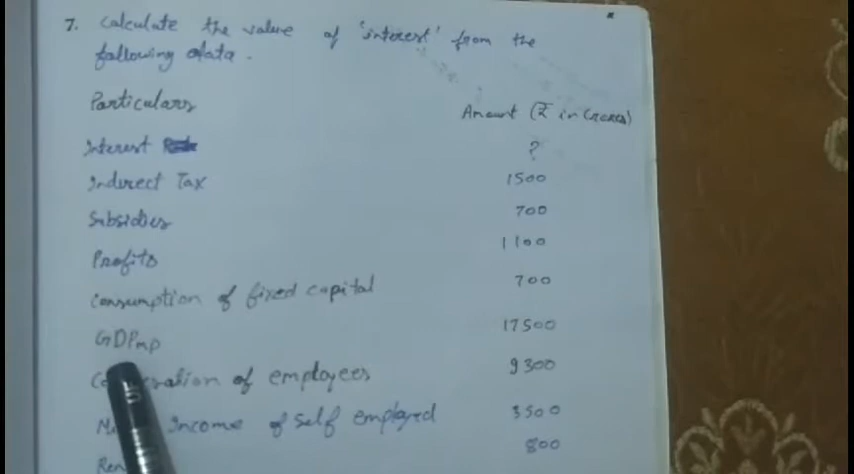 7. Calculate the value of 'interest' from the
following data.
Particulars Amount (₹ in Crores)
Interest ?
Indirect Tax 1500
Subsidies 700
Profits 1100
Consumption of fixed capital 700
GDPmp 17500
of employees 9300
Income of self employed 3500
800